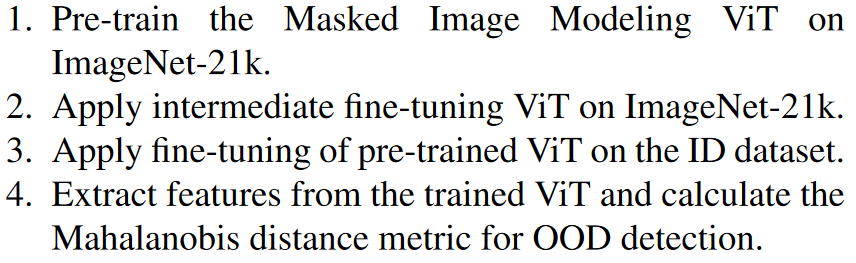 1. Pre-train the Masked Image Modeling ViT on
ImageNet-21k.
2. Apply intermediate fine-tuning ViT on ImageNet-21k.
3. Apply fine-tuning of pre-trained ViT on the ID dataset.
4. Extract features from the trained ViT and calculate the
Mahalanobis distance metric for OOD detection.